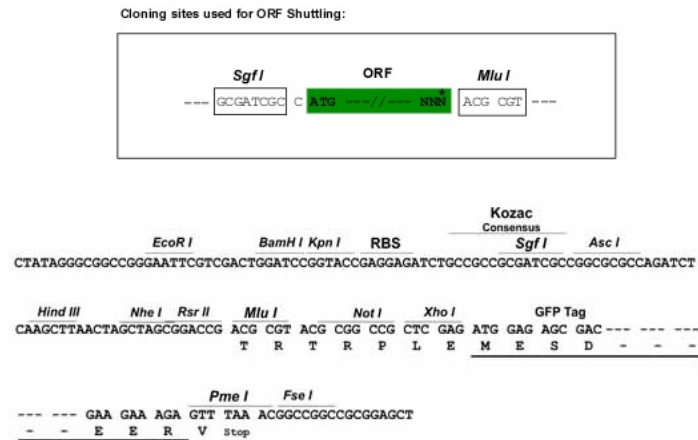 Cloning sites used for ORF Shuttling:
Sgf I ORF Mlu I
--- GCGATCGC C ATG ---//--- NNN* ACG CGT ---
Kozac
Consensus
EcoR I BamH I Kpn I RBS Sgf I Asc I
CTATAGGGCGGCCGGGAATTCGTCGACTGGATCCGGTACCGAGGAGATCTGCCGCCGCGATCGCCGGCGCGCCAGATCT
Hind III Nhe I Rsr II Mlu I Not I Xho I GFP Tag
CAAGCTTAACTAGCTAGCGGACCG ACG CGT ACG CGG CCG CTC GAG ATG GAG AGC GAC--- --- ---
T R T R P L E M E S D - - -
Pme I Fse I
--- --- GAA GAA AGA GTT TAA ACGGCCGGCCGCGGAGCT
- - E E R V Stop